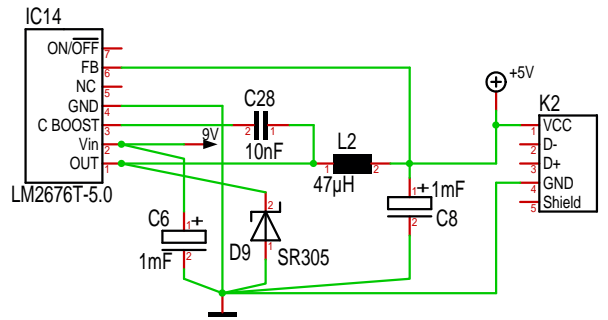 IC14
ON/OFF 7
FB 6
NC 5
GND 4
C BOOST 3
Vin 2
OUT 1
LM2676T-5.0
9V
C28
2 1
10nF
L2
1 2
47µH
+5V
K2
1 VCC
2 D-
3 D+
4 GND
5 Shield
C6
1 +
2
1mF
2
1
D9
SR305
1 + 1mF
2
C8